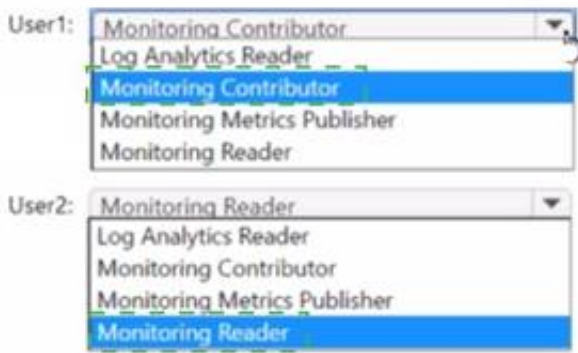 User1: Monitoring Contributor
Log Analytics Reader
Monitoring Contributor
Monitoring Metrics Publisher
Monitoring Reader
User2: Monitoring Reader
Log Analytics Reader
Monitoring Contributor
Monitoring Metrics Publisher
Monitoring Reader